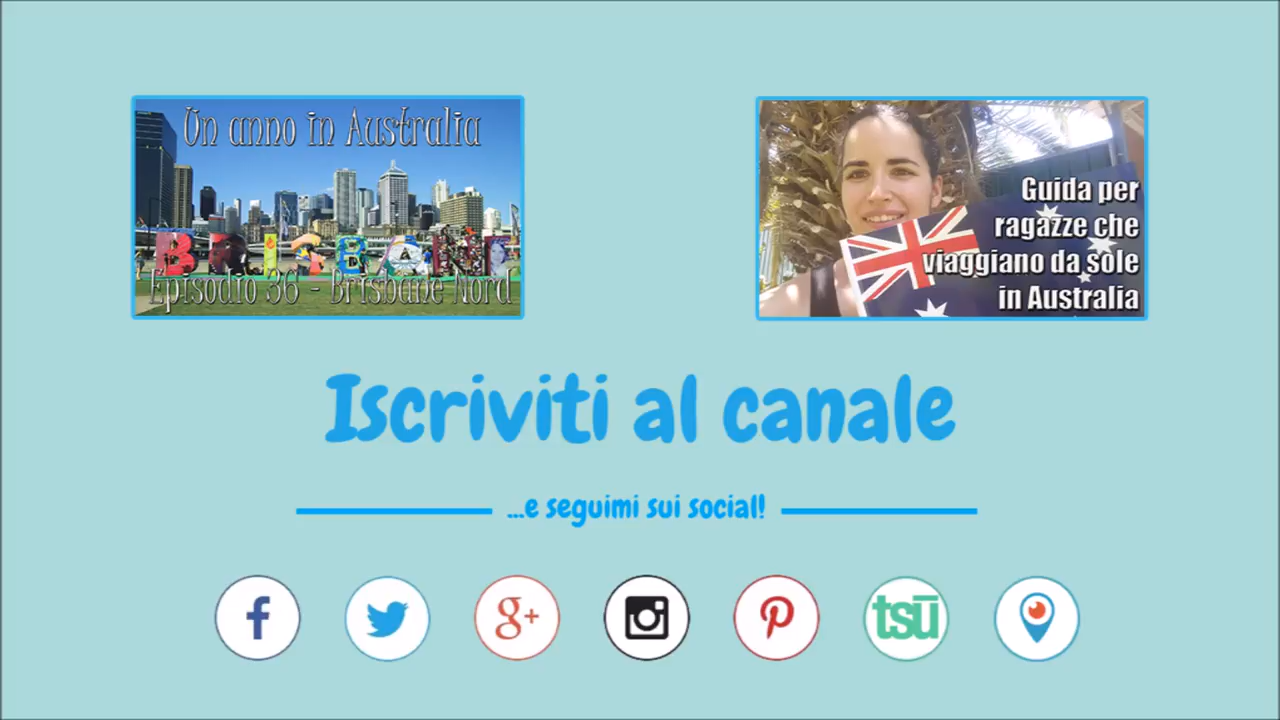 Un anno in Australia
BRISBANE
Episodio 36 - Brisbane Nord
Guida per
ragazze che
viaggiano da sole
in Australia
Iscriviti al canale
...e seguimi sui social!
f
g+
tsū